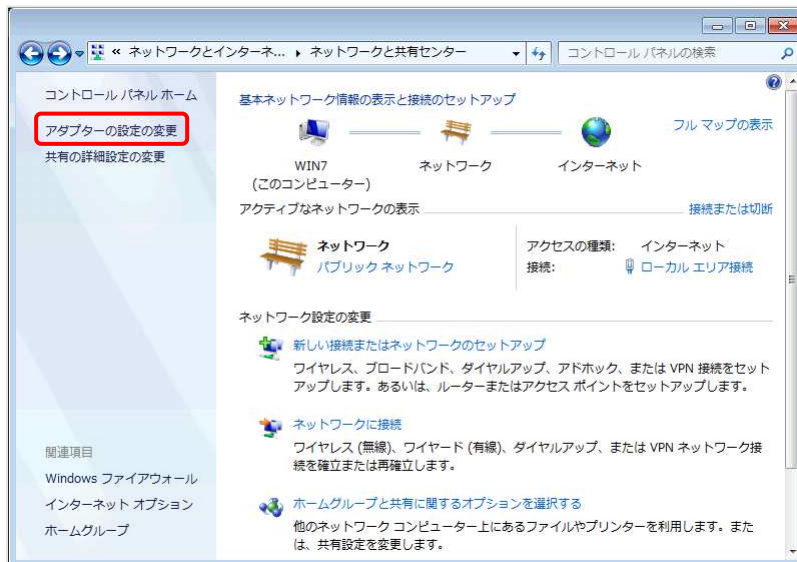 « ネットワークとインターネ... ▸ ネットワークと共有センター
コントロール パネルの検索
コントロール パネル ホーム
アダプターの設定の変更
共有の詳細設定の変更
基本ネットワーク情報の表示と接続のセットアップ
フル マップの表示
WIN7
(このコンピューター)
ネットワーク
インターネット
アクティブなネットワークの表示
接続または切断
ネットワーク
パブリック ネットワーク
アクセスの種類: インターネット
接続: ローカル エリア接続
ネットワーク設定の変更
新しい接続またはネットワークのセットアップ
ワイヤレス、ブロードバンド、ダイヤルアップ、アドホック、または VPN 接続をセット
アップします。あるいは、ルーターまたはアクセス ポイントをセットアップします。
ネットワークに接続
ワイヤレス (無線)、ワイヤード (有線)、ダイヤルアップ、または VPN ネットワーク接
続を確立または再確立します。
ホームグループと共有に関するオプションを選択する
他のネットワーク コンピューター上にあるファイルやプリンターを利用します。また
は、共有設定を変更します。
関連項目
Windows ファイアウォール
インターネット オプション
ホームグループ